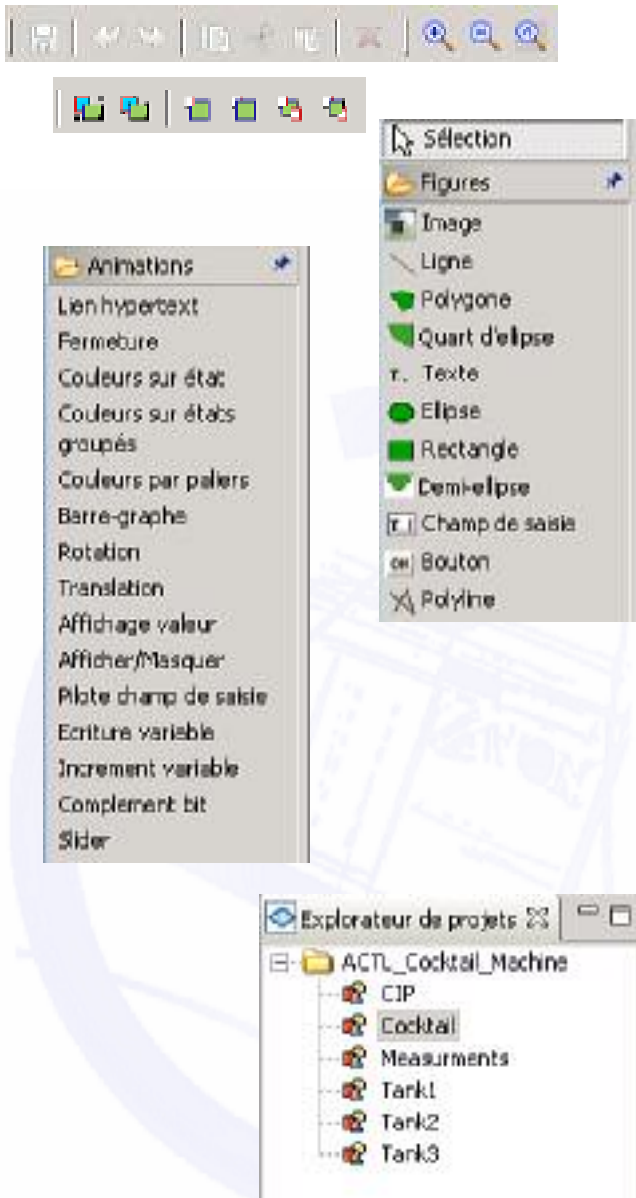 Sélection
Figures
Image
Ligne
Polygone
Quart d'elipse
Texte
Elipse
Rectangle
Demi-elipse
Champ de saisie
Bouton
Polyline
Animations
Lien hypertext
Fermeture
Couleurs sur état
Couleurs sur états
groupés
Couleurs par paliers
Barre-graphe
Rotation
Translation
Affichage valeur
Afficher/Masquer
Pilote champ de saisie
Ecriture variable
Increment variable
Complement bit
Slider
Explorateur de projets
ACTL_Cocktail_Machine
CIP
Cocktail
Measurments
Tank1
Tank2
Tank3